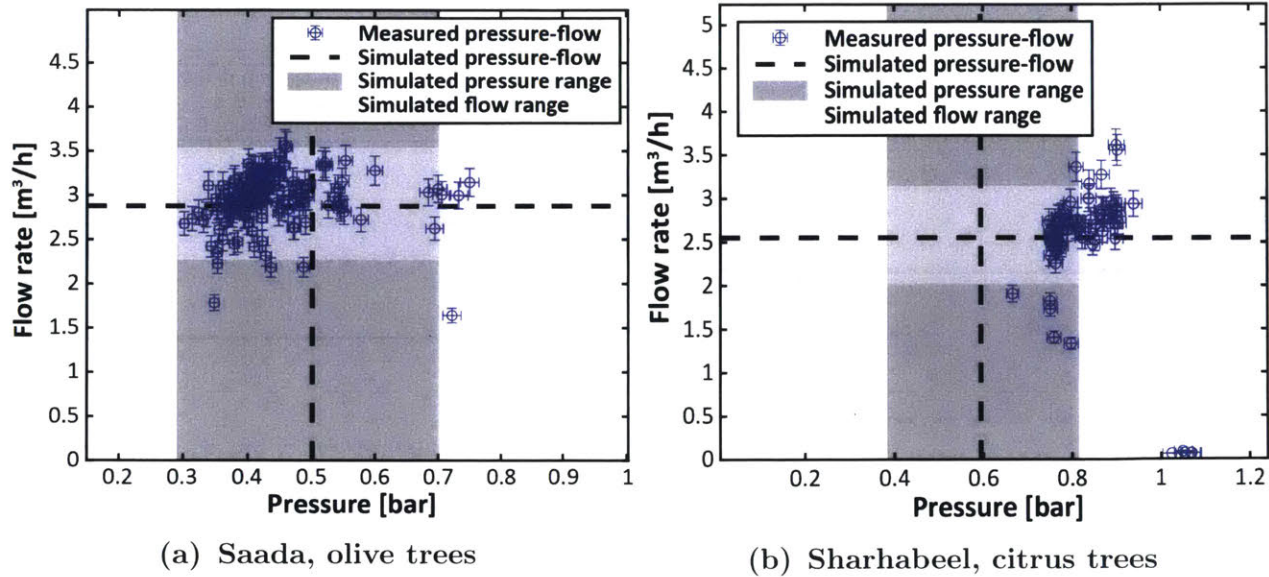 Measured pressure-flow
Simulated pressure-flow
Simulated pressure range
Simulated flow range
Flow rate [m³/h]
4.5
4
3.5
3
2.5
2
1.5
1
0.5
0
0.2
0.3
0.4
0.5
0.6
0.7
0.8
0.9
1
Pressure [bar]
(a) Saada, olive trees
Measured pressure-flow
Simulated pressure-flow
Simulated pressure range
Simulated flow range
Flow rate [m³/h]
5
4.5
4
3.5
3
2.5
2
1.5
1
0.5
0
0.2
0.4
0.6
0.8
1
1.2
Pressure [bar]
(b) Sharhabeel, citrus trees